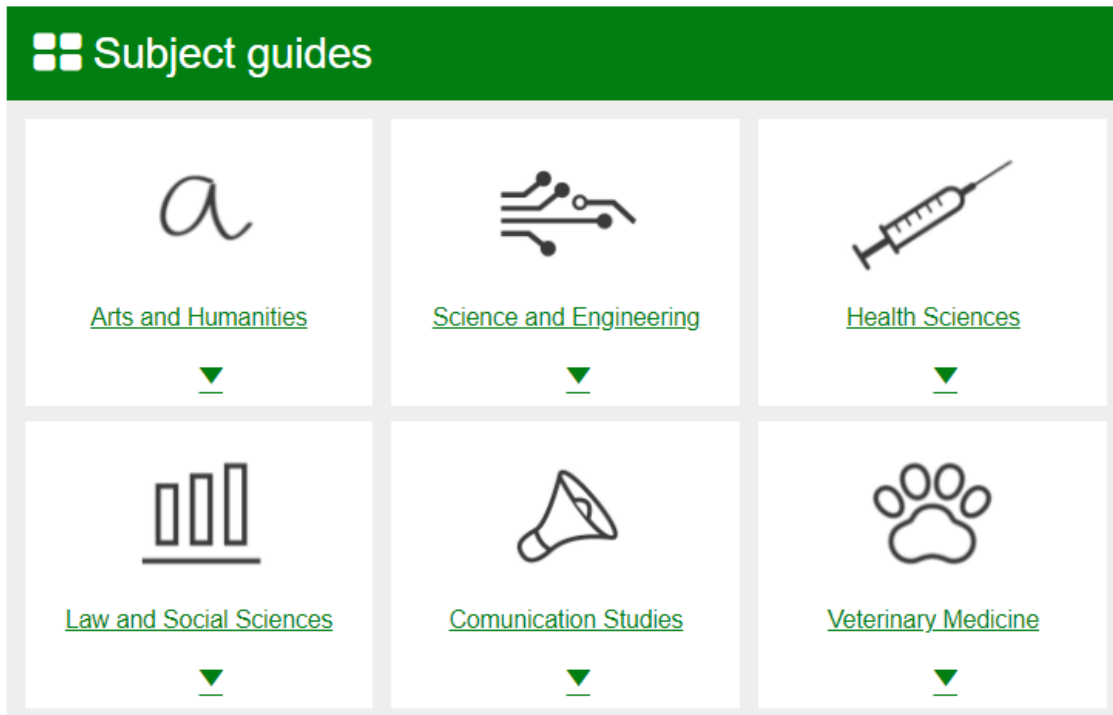 Subject guides
a
Arts and Humanities
Science and Engineering
Health Sciences
Law and Social Sciences
Comunication Studies
Veterinary Medicine